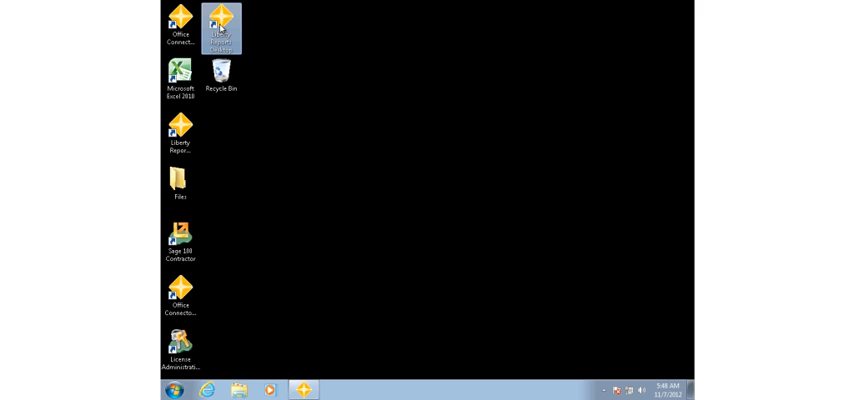 Office
Connect...
Liberty
Reports
Desktop
Microsoft
Excel 2010
Recycle Bin
Liberty
Repor...
Files
Sage 100
Contractor
Office
Connecto...
License
Administrati...
5:48 AM
11/7/2012